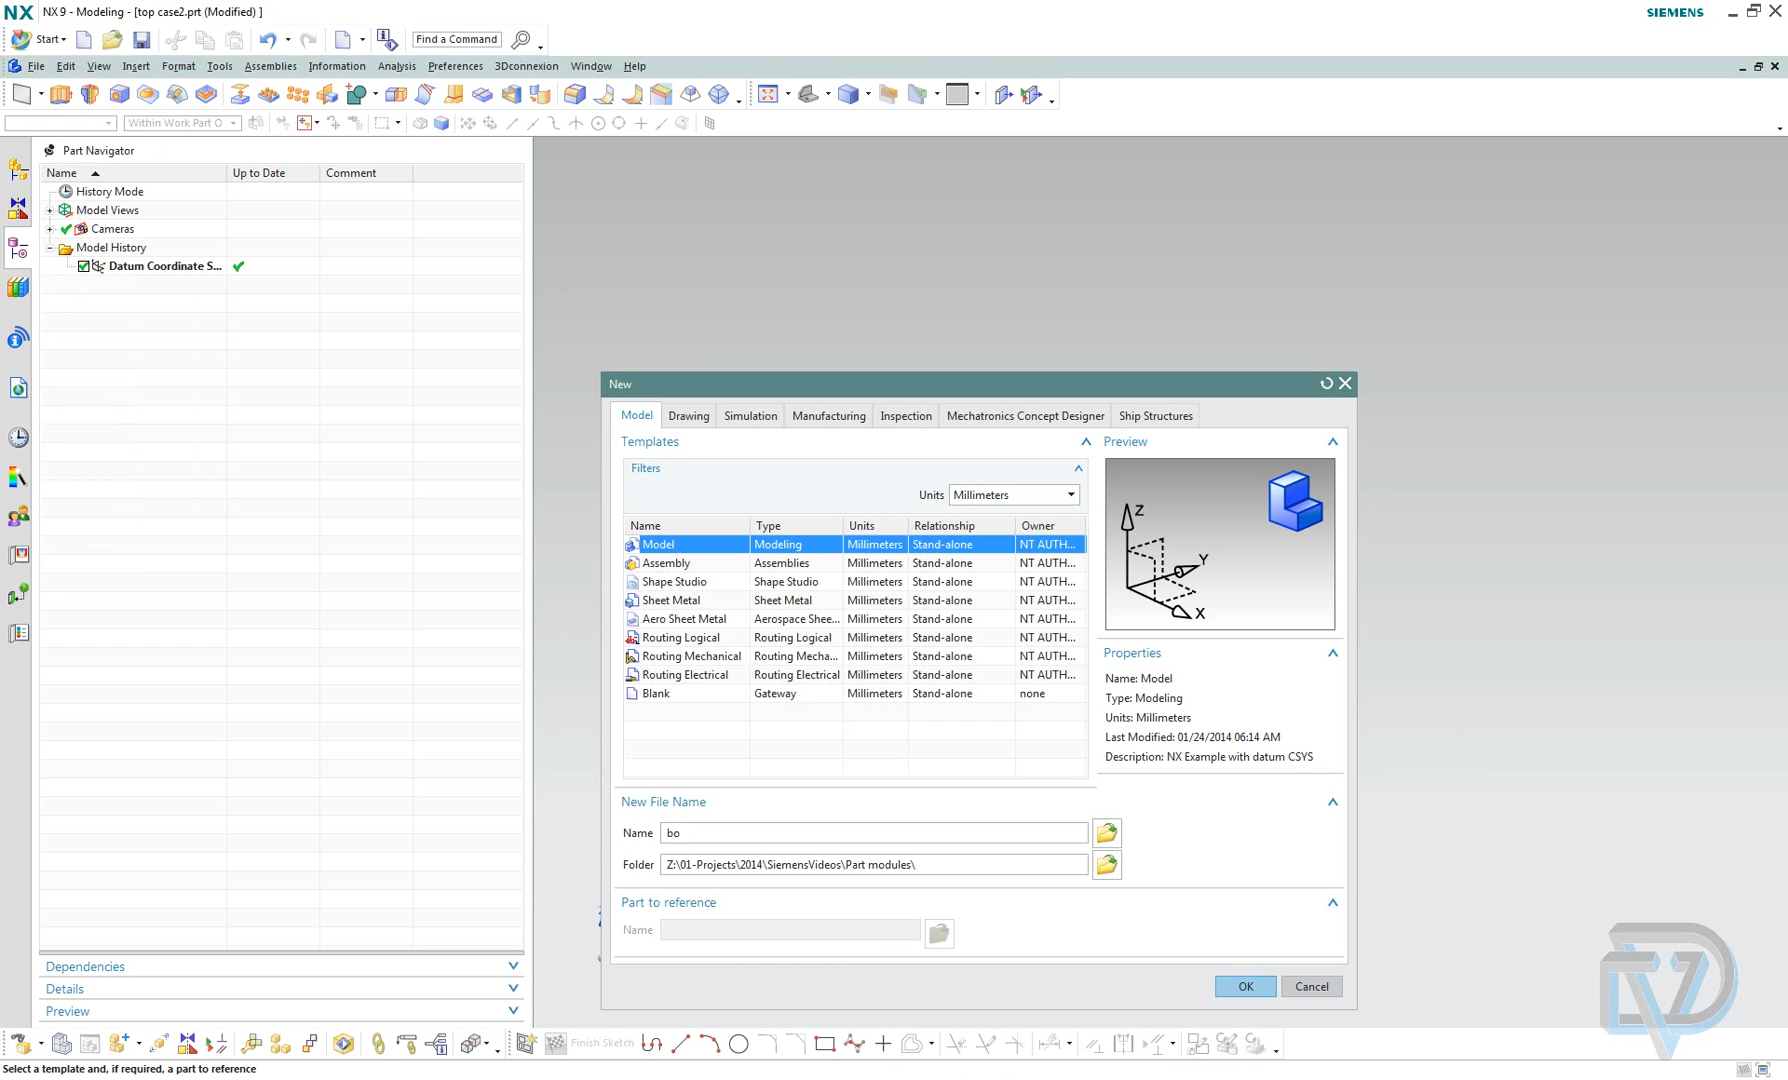 NX NX 9 - Modeling - [top case2.prt (Modified) ] SIEMENS
Start Find a Command
File Edit View Insert Format Tools Assemblies Information Analysis Preferences 3Dconnexion Window Help
Within Work Part O
Part Navigator
Name Up to Date Comment
History Mode
Model Views
Cameras
Model History
Datum Coordinate S...
New
Model Drawing Simulation Manufacturing Inspection Mechatronics Concept Designer Ship Structures
Templates
Filters
Units Millimeters
Name Type Units Relationship Owner
Model Modeling Millimeters Stand-alone NT AUTH...
Assembly Assemblies Millimeters Stand-alone NT AUTH...
Shape Studio Shape Studio Millimeters Stand-alone NT AUTH...
Sheet Metal Sheet Metal Millimeters Stand-alone NT AUTH...
Aero Sheet Metal Aerospace Shee... Millimeters Stand-alone NT AUTH...
Routing Logical Routing Logical Millimeters Stand-alone NT AUTH...
Routing Mechanical Routing Mecha... Millimeters Stand-alone NT AUTH...
Routing Electrical Routing Electrical Millimeters Stand-alone NT AUTH...
Blank Gateway Millimeters Stand-alone none
Preview
Z
Y
X
Properties
Name: Model
Type: Modeling
Units: Millimeters
Last Modified: 01/24/2014 06:14 AM
Description: NX Example with datum CSYS
New File Name
Name bo
Folder Z:\01-Projects\2014\SiemensVideos\Part modules\
Part to reference
Name
OK Cancel
Dependencies
Details
Preview
Finish Sketch
Select a template and, if required, a part to reference